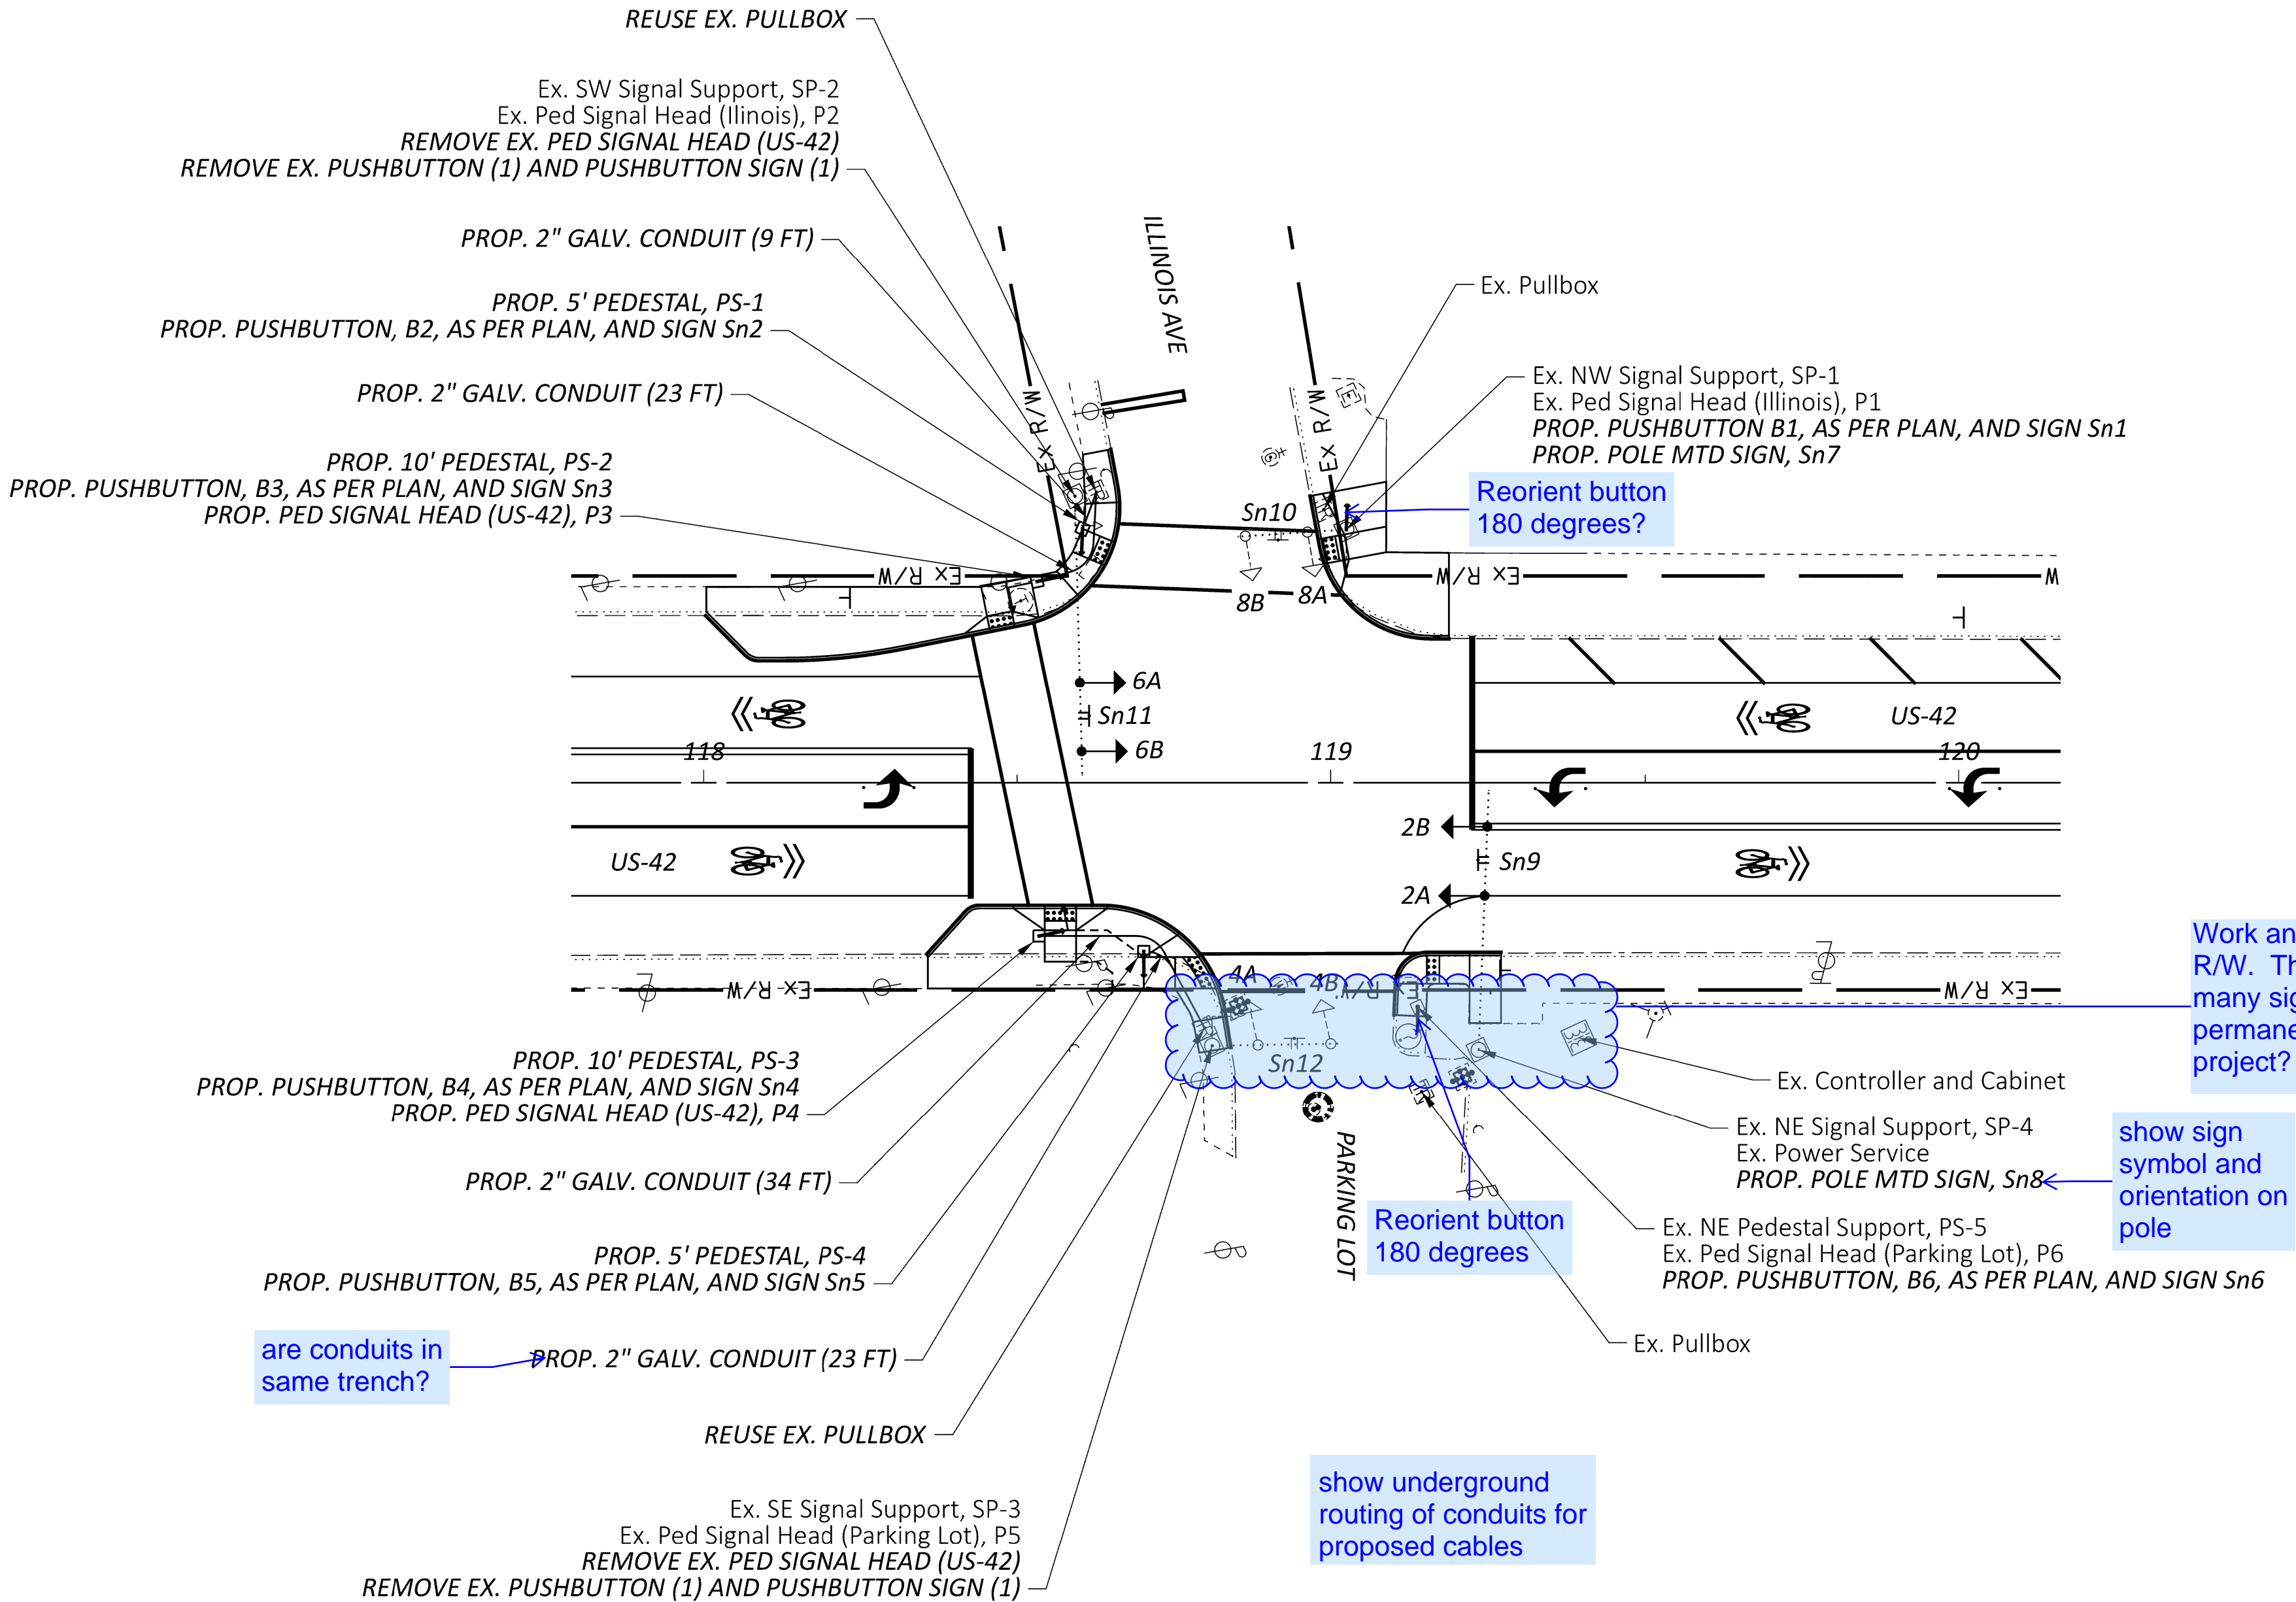 REUSE EX. PULLBOX
Ex. SW Signal Support, SP-2
Ex. Ped Signal Head (Ilinois), P2
REMOVE EX. PED SIGNAL HEAD (US-42)
REMOVE EX. PUSHBUTTON (1) AND PUSHBUTTON SIGN (1)
PROP. 2" GALV. CONDUIT (9 FT)
PROP. 5' PEDESTAL, PS-1
PROP. PUSHBUTTON, B2, AS PER PLAN, AND SIGN Sn2
PROP. 2" GALV. CONDUIT (23 FT)
PROP. 10' PEDESTAL, PS-2
PROP. PUSHBUTTON, B3, AS PER PLAN, AND SIGN Sn3
PROP. PED SIGNAL HEAD (US-42), P3
ILLINOIS AVE
Ex. Pullbox
Ex. NW Signal Support, SP-1
Ex. Ped Signal Head (Illinois), P1
PROP. PUSHBUTTON B1, AS PER PLAN, AND SIGN Sn1
PROP. POLE MTD SIGN, Sn7
Reorient button
180 degrees?
Ex R/W
Ex R/W
E
Sn10
Ex R/W
Ex R/W
W
8B
8A
6A
Sn11
6B
US-42
118
119
120
2B
US-42
Sn9
2A
4A
4B
Ex R/W
Ex R/W
Ex R/W
Sn12
Work an
R/W. Th
many sig
permane
project?
PROP. 10' PEDESTAL, PS-3
PROP. PUSHBUTTON, B4, AS PER PLAN, AND SIGN Sn4
PROP. PED SIGNAL HEAD (US-42), P4
PROP. 2" GALV. CONDUIT (34 FT)
PROP. 5' PEDESTAL, PS-4
PROP. PUSHBUTTON, B5, AS PER PLAN, AND SIGN Sn5
are conduits in
same trench?
PROP. 2" GALV. CONDUIT (23 FT)
REUSE EX. PULLBOX
Ex. SE Signal Support, SP-3
Ex. Ped Signal Head (Parking Lot), P5
REMOVE EX. PED SIGNAL HEAD (US-42)
REMOVE EX. PUSHBUTTON (1) AND PUSHBUTTON SIGN (1)
PARKING LOT
Ex. Controller and Cabinet
Ex. NE Signal Support, SP-4
Ex. Power Service
PROP. POLE MTD SIGN, Sn8
show sign
symbol and
orientation on
pole
Reorient button
180 degrees
Ex. NE Pedestal Support, PS-5
Ex. Ped Signal Head (Parking Lot), P6
PROP. PUSHBUTTON, B6, AS PER PLAN, AND SIGN Sn6
Ex. Pullbox
show underground
routing of conduits for
proposed cables